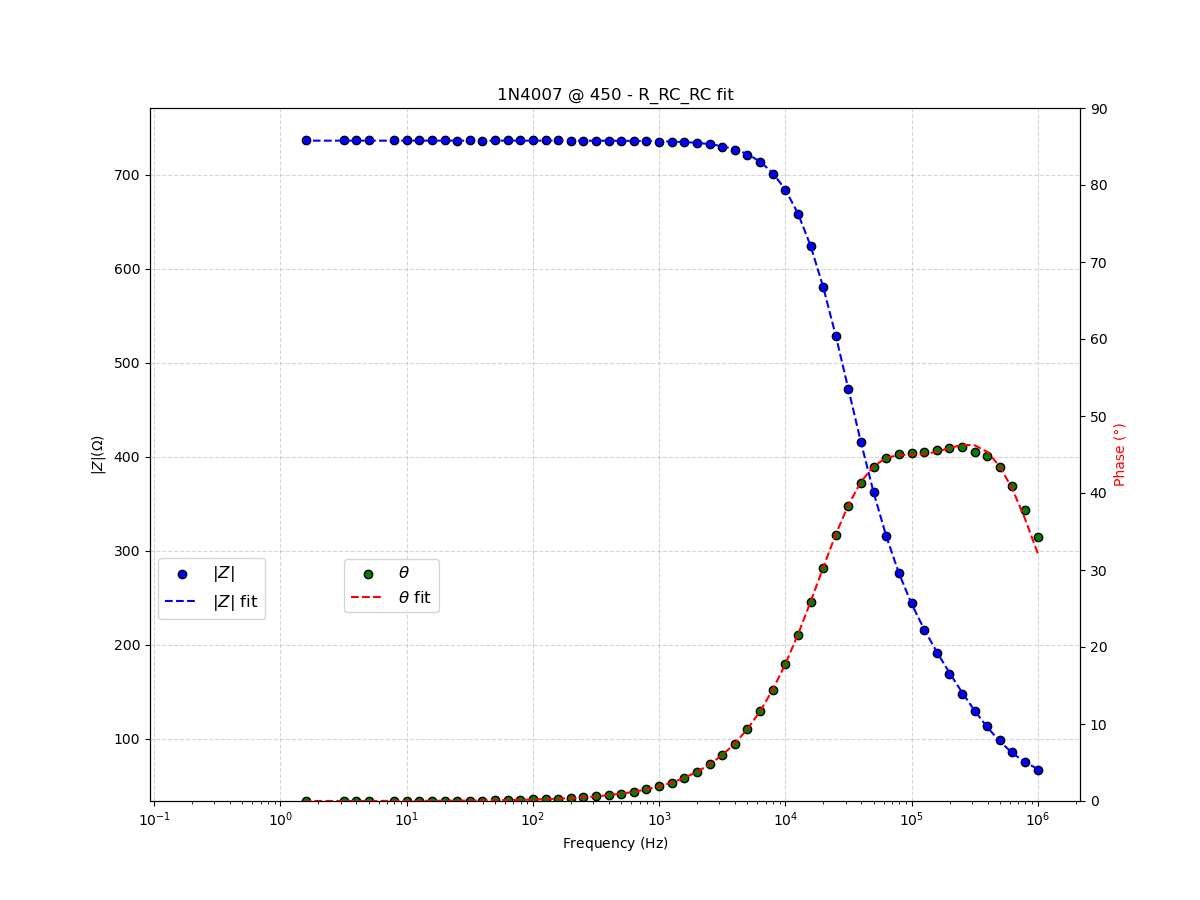 1N4007 @ 450 - R_RC_RC fit
|Z|(Ω)
700
600
500
400
300
200
100
90
80
70
60
50
40
30
20
10
0
Phase (°)
|Z|
|Z| fit
θ
θ fit
10⁻¹ 10⁰ 10¹ 10² 10³ 10⁴ 10⁵ 10⁶
Frequency (Hz)